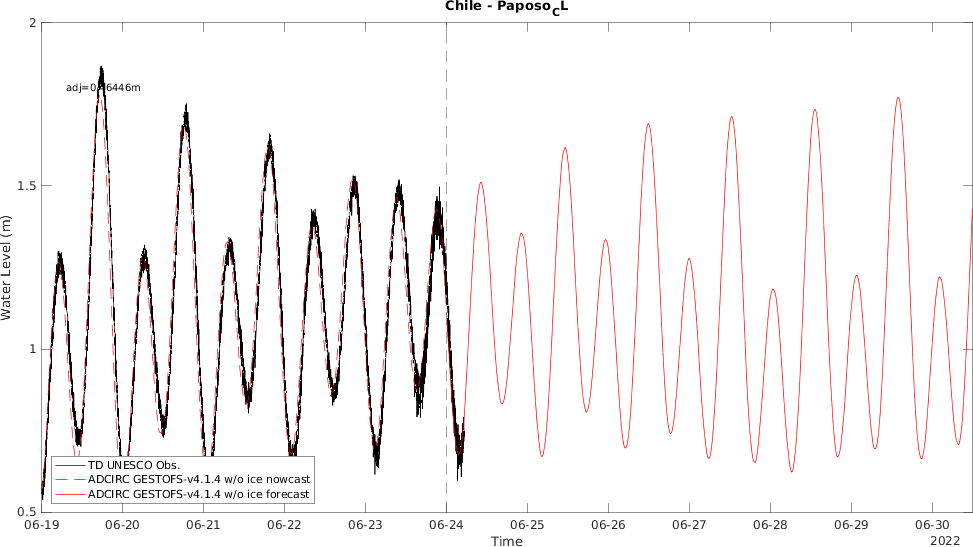 Chile - Paposo_CL
2
adj=0.46446m
1.5
Water Level (m)
1
TD UNESCO Obs.
ADCIRC GESTOFS-v4.1.4 w/o ice nowcast
ADCIRC GESTOFS-v4.1.4 w/o ice forecast
0.5
06-19 06-20 06-21 06-22 06-23 06-24 06-25 06-26 06-27 06-28 06-29 06-30
Time
2022